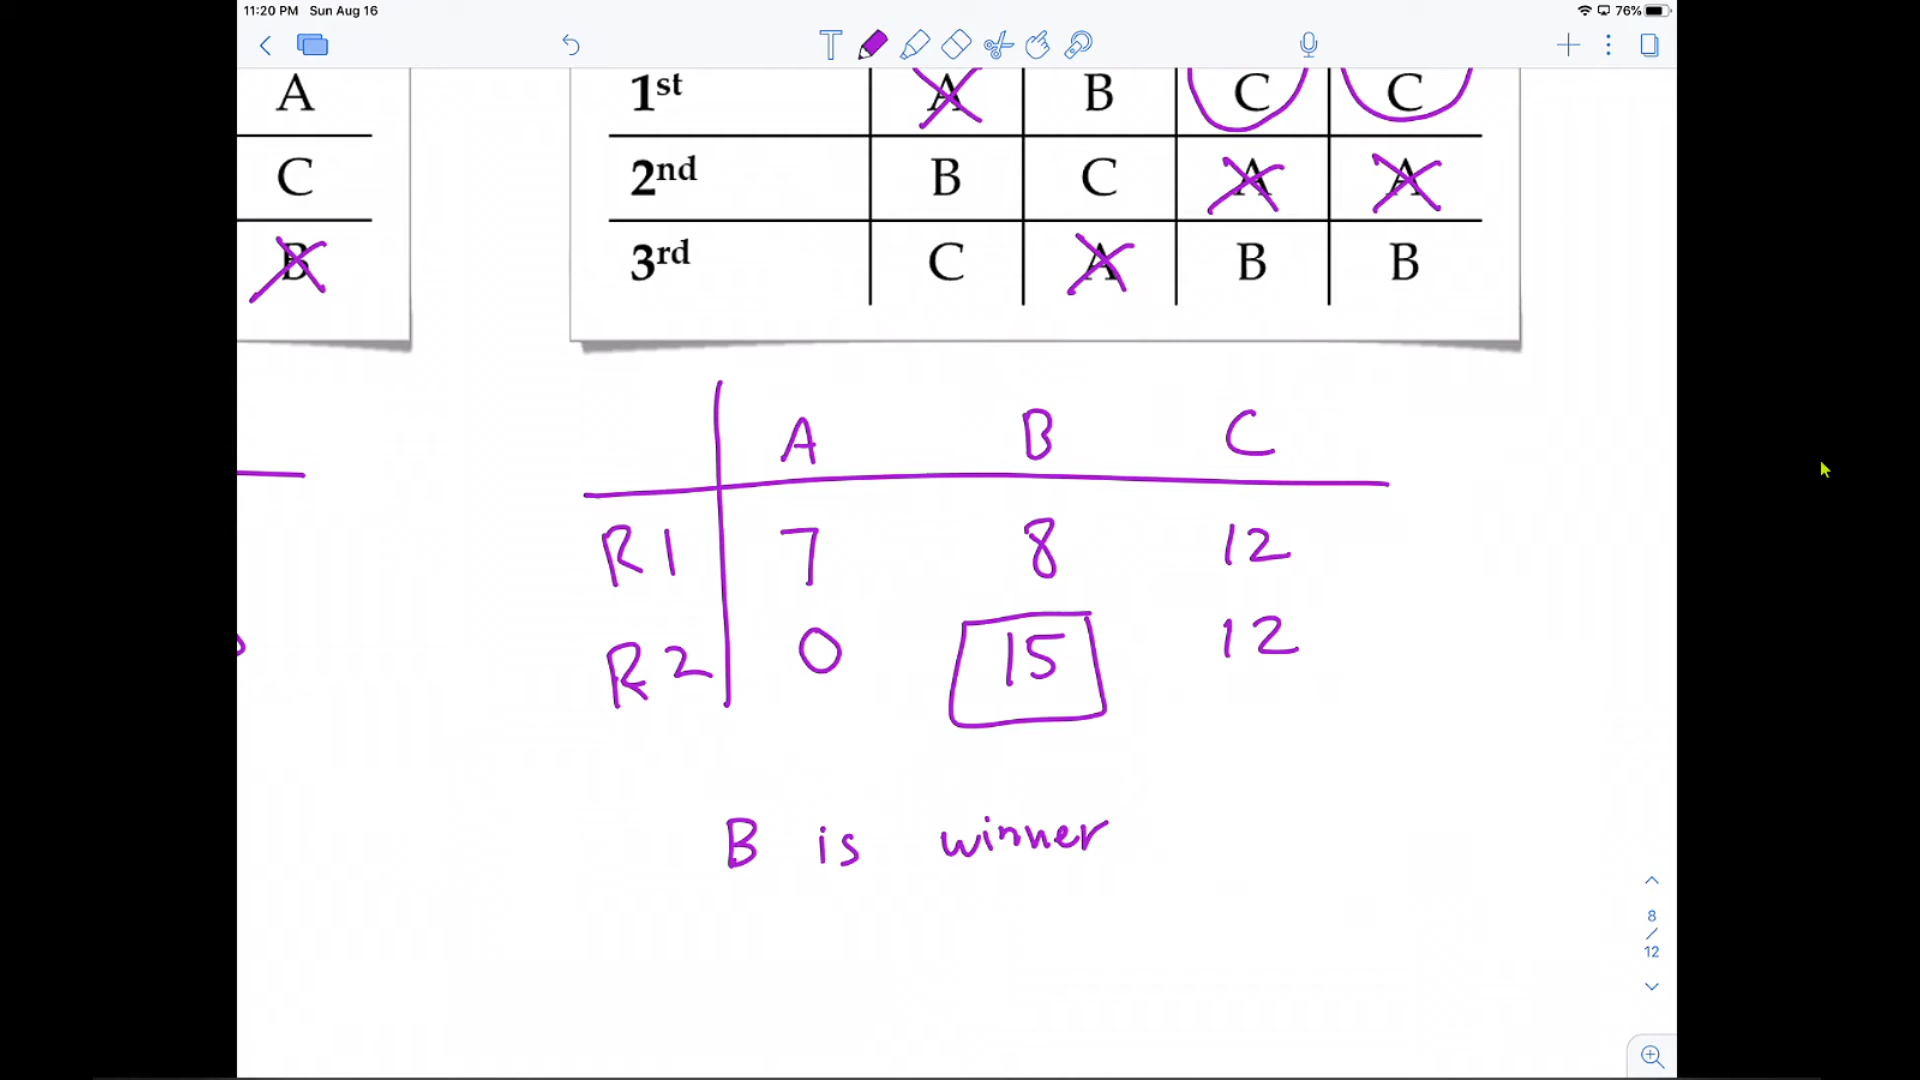 11:20 PM Sun Aug 16 76%
T
A
C
B
1st A B C C
2nd B C A A
3rd C A B B
A B C
R1 7 8 12
R2 0 15 12
B is winner
8
/
12